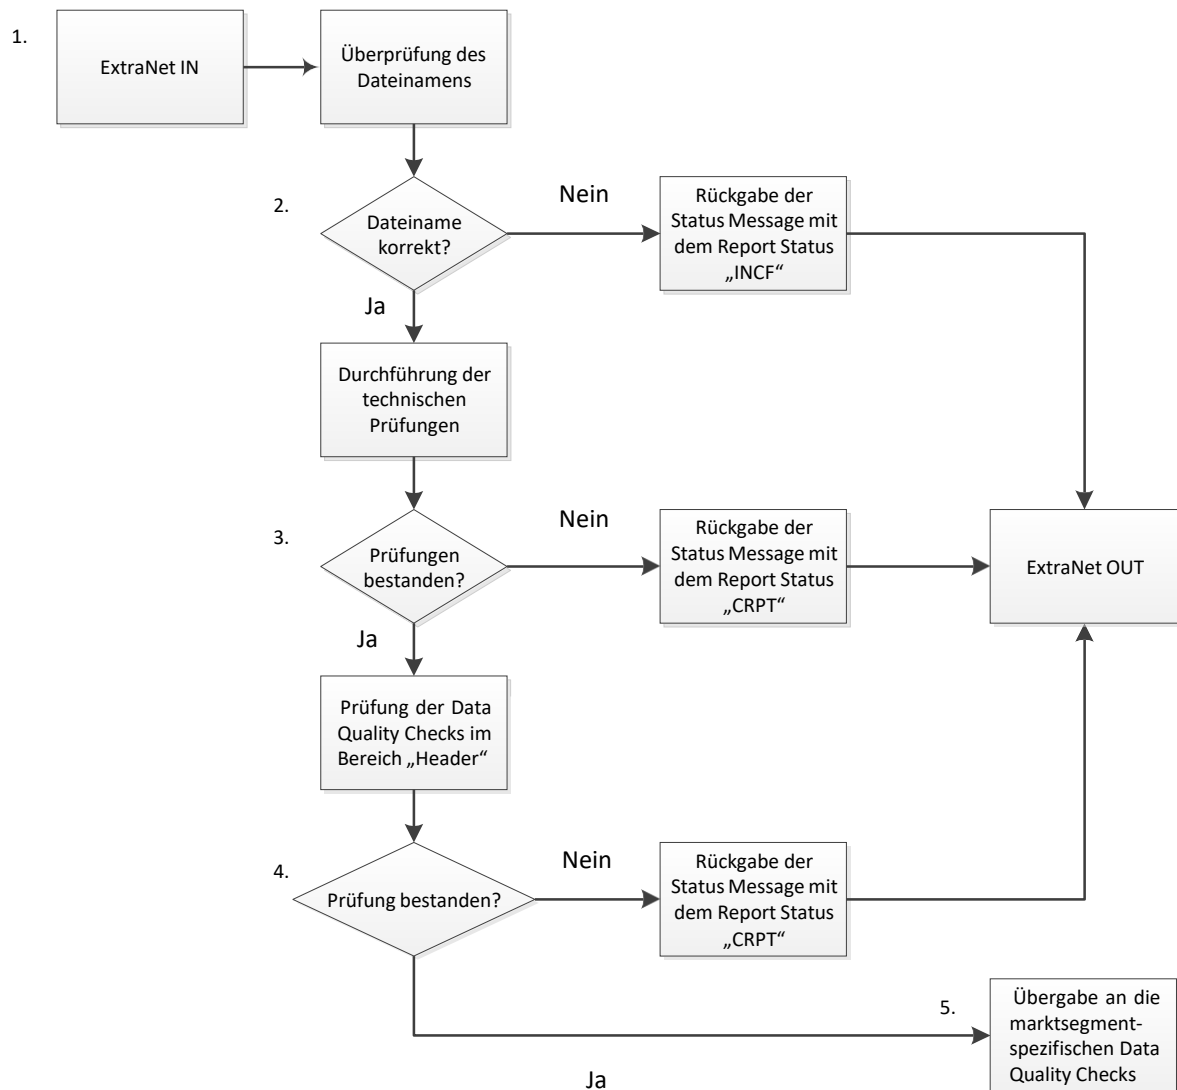 1.
ExtraNet IN
Überprüfung des
Dateinamens
2.
Dateiname
korrekt?
Nein
Rückgabe der
Status Message mit
dem Report Status
„INCF“
Ja
Durchführung der
technischen
Prüfungen
3.
Prüfungen
bestanden?
Nein
Rückgabe der
Status Message mit
dem Report Status
„CRPT“
ExtraNet OUT
Ja
Prüfung der Data
Quality Checks im
Bereich „Header“
4.
Prüfung bestanden?
Nein
Rückgabe der
Status Message mit
dem Report Status
„CRPT“
5.
Übergabe an die
marktsegment-
spezifischen Data
Quality Checks
Ja